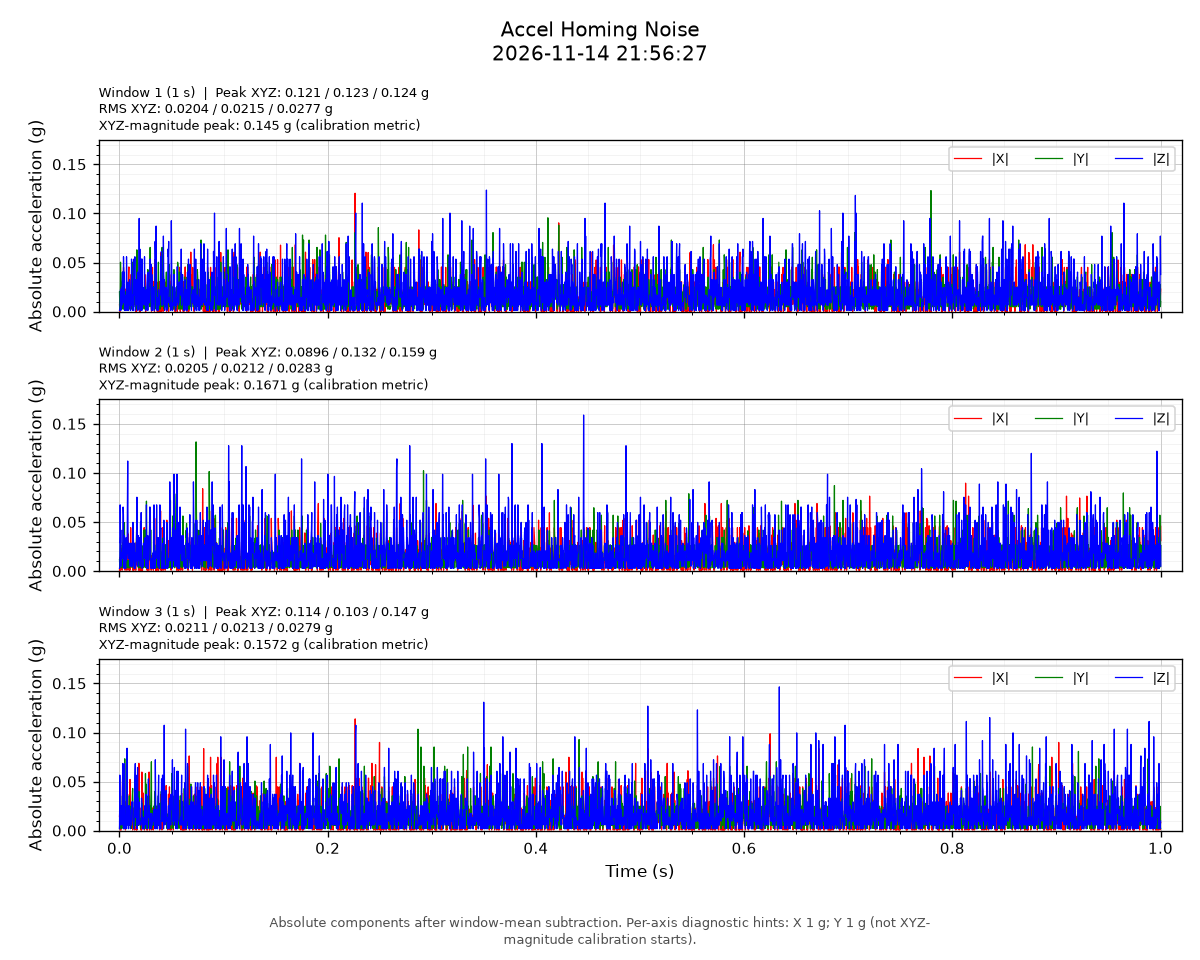 Accel Homing Noise
2026-11-14 21:56:27
Window 1 (1 s)  |  Peak XYZ: 0.121 / 0.123 / 0.124 g
RMS XYZ: 0.0204 / 0.0215 / 0.0277 g
XYZ-magnitude peak: 0.145 g (calibration metric)
Absolute acceleration (g)
|X| |Y| |Z|
0.15
0.10
0.05
0.00
Window 2 (1 s)  |  Peak XYZ: 0.0896 / 0.132 / 0.159 g
RMS XYZ: 0.0205 / 0.0212 / 0.0283 g
XYZ-magnitude peak: 0.1671 g (calibration metric)
Absolute acceleration (g)
|X| |Y| |Z|
0.15
0.10
0.05
0.00
Window 3 (1 s)  |  Peak XYZ: 0.114 / 0.103 / 0.147 g
RMS XYZ: 0.0211 / 0.0213 / 0.0279 g
XYZ-magnitude peak: 0.1572 g (calibration metric)
Absolute acceleration (g)
|X| |Y| |Z|
0.15
0.10
0.05
0.00
0.0 0.2 0.4 0.6 0.8 1.0
Time (s)
Absolute components after window-mean subtraction. Per-axis diagnostic hints: X 1 g; Y 1 g (not XYZ-
magnitude calibration starts).